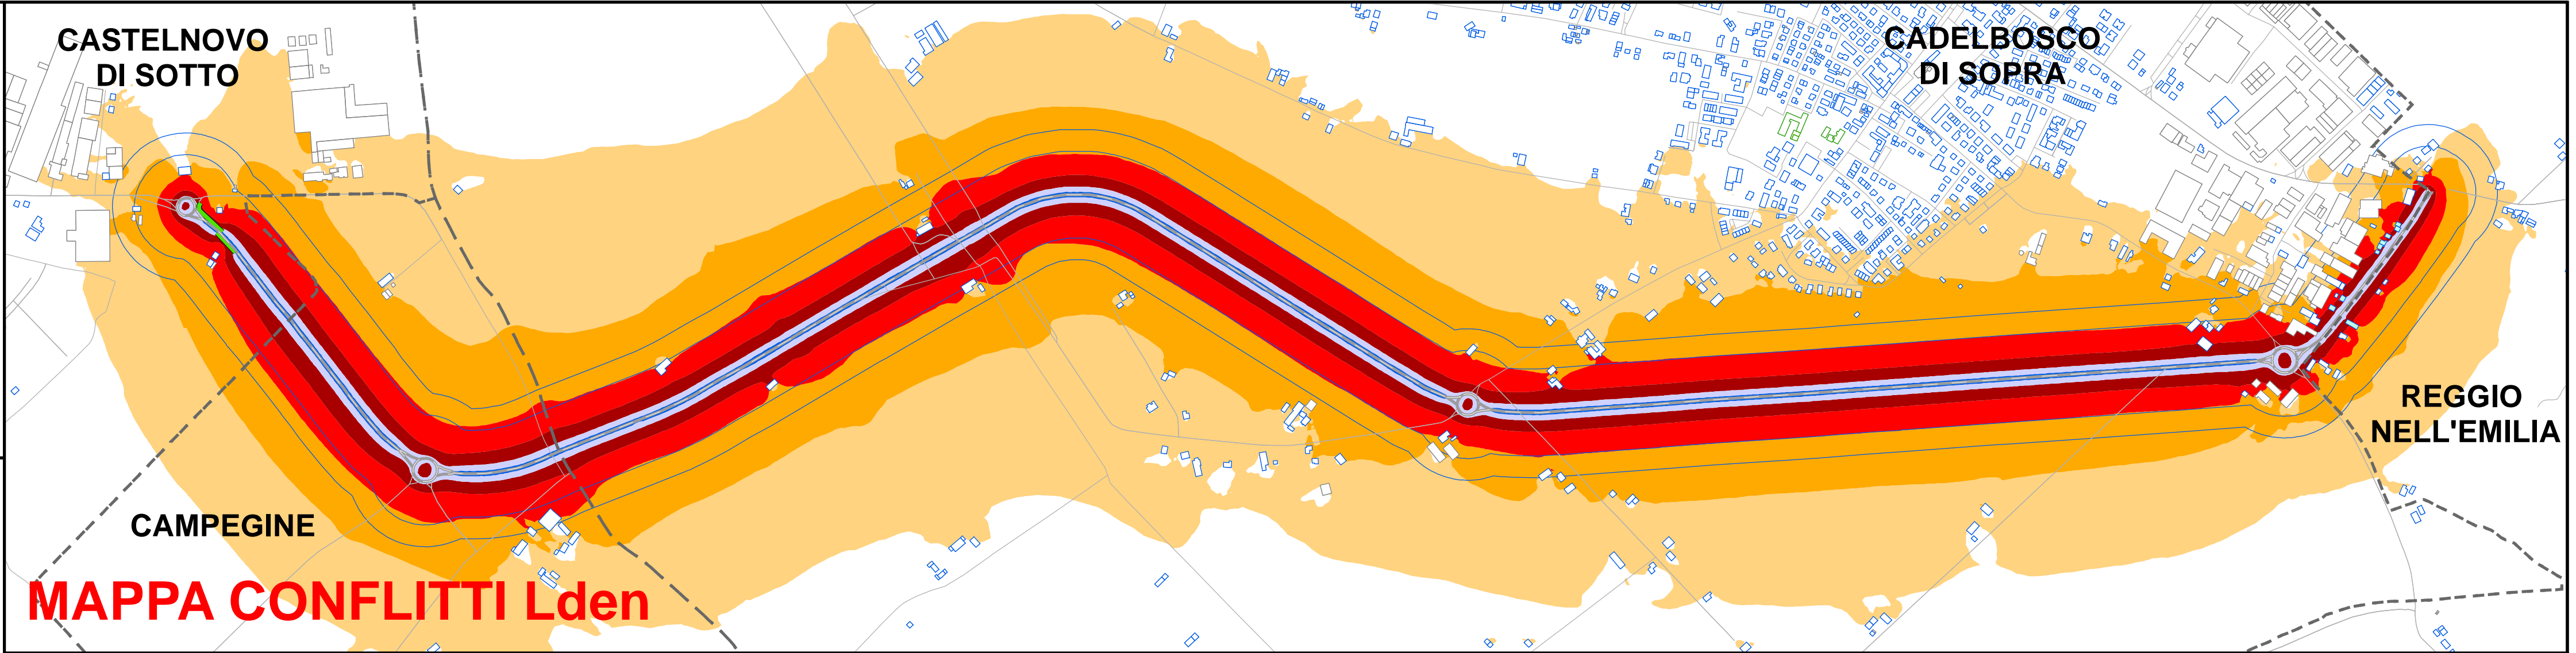 CASTELNOVO
DI SOTTO
CADELBOSCO
DI SOPRA
REGGIO
NELL'EMILIA
CAMPEGINE
MAPPA CONFLITTI Lden